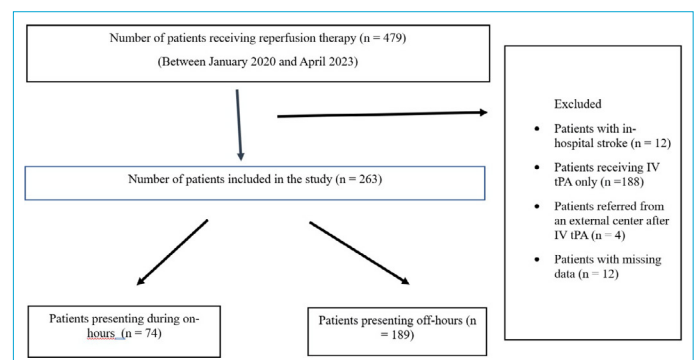 Number of patients receiving reperfusion therapy (n = 479)
(Between January 2020 and April 2023)
Excluded
• Patients with in-
hospital stroke (n = 12)
• Patients receiving IV
tPA only (n =188)
• Patients referred from
an external center after
IV tPA (n = 4)
• Patients with missing
data (n = 12)
Number of patients included in the study (n = 263)
Patients presenting during on-
hours (n = 74)
Patients presenting off-hours (n
= 189)